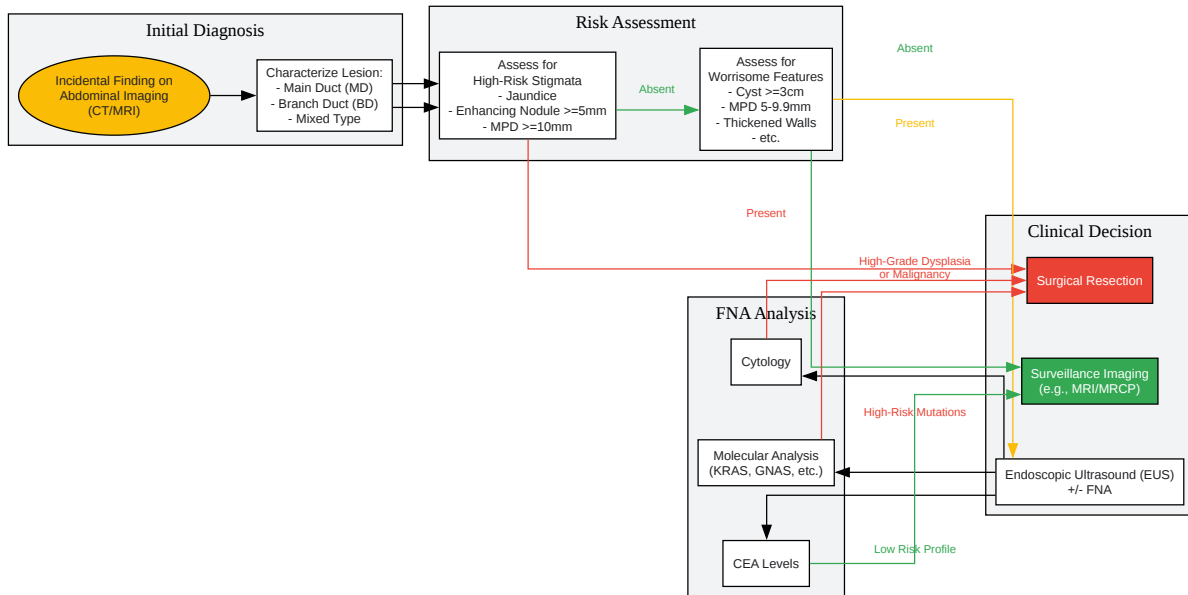 Initial Diagnosis
Incidental Finding on
Abdominal Imaging
(CT/MRI)
Characterize Lesion:
- Main Duct (MD)
- Branch Duct (BD)
- Mixed Type
Risk Assessment
Assess for
High-Risk Stigmata
- Jaundice
- Enhancing Nodule >=5mm
- MPD >=10mm
Absent
Assess for
Worrisome Features
- Cyst >=3cm
- MPD 5-9.9mm
- Thickened Walls
- etc.
Absent
Present
Present
Clinical Decision
High-Grade Dysplasia
or Malignancy
Surgical Resection
FNA Analysis
Cytology
Surveillance Imaging
(e.g., MRI/MRCP)
High-Risk Mutations
Molecular Analysis
(KRAS, GNAS, etc.)
Endoscopic Ultrasound (EUS)
+/- FNA
CEA Levels
Low Risk Profile